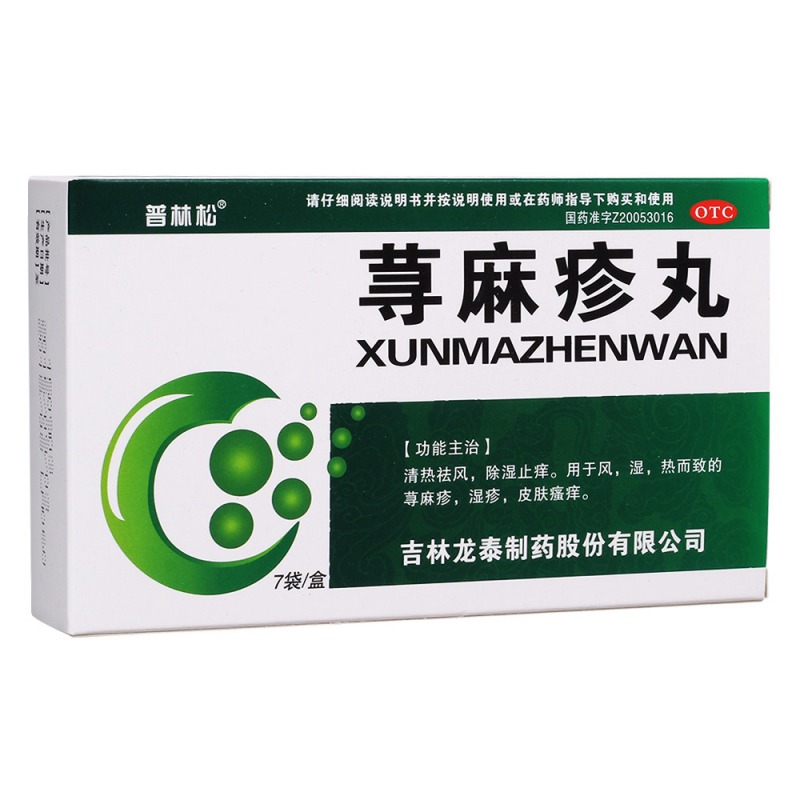 普林松®
请仔细阅读说明书并按说明使用或在药师指导下购买和使用
国药准字Z20053016
OTC
荨麻疹丸
XUNMAZHENWAN
【功能主治】
清热祛风，除湿止痒。用于风，湿，热而致的
荨麻疹，湿疹，皮肤瘙痒。
吉林龙泰制药股份有限公司
7袋/盒